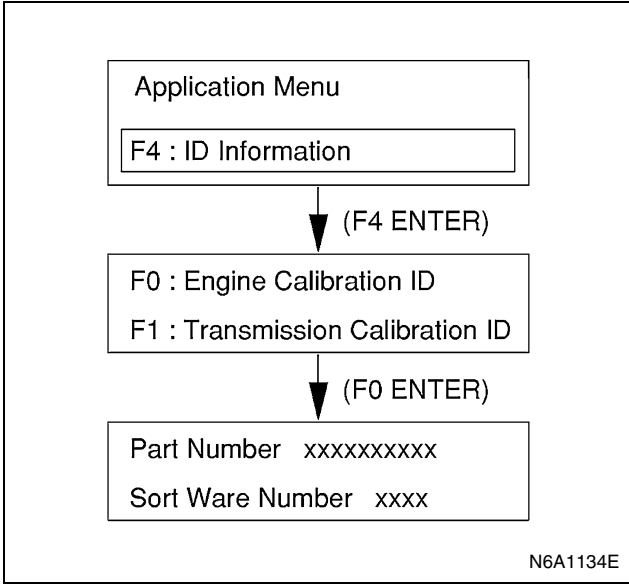 Application Menu
F4 : ID Information
(F4 ENTER)
F0 : Engine Calibration ID
F1 : Transmission Calibration ID
(F0 ENTER)
Part Number xxxxxxxxxx
Sort Ware Number xxxx
N6A1134E